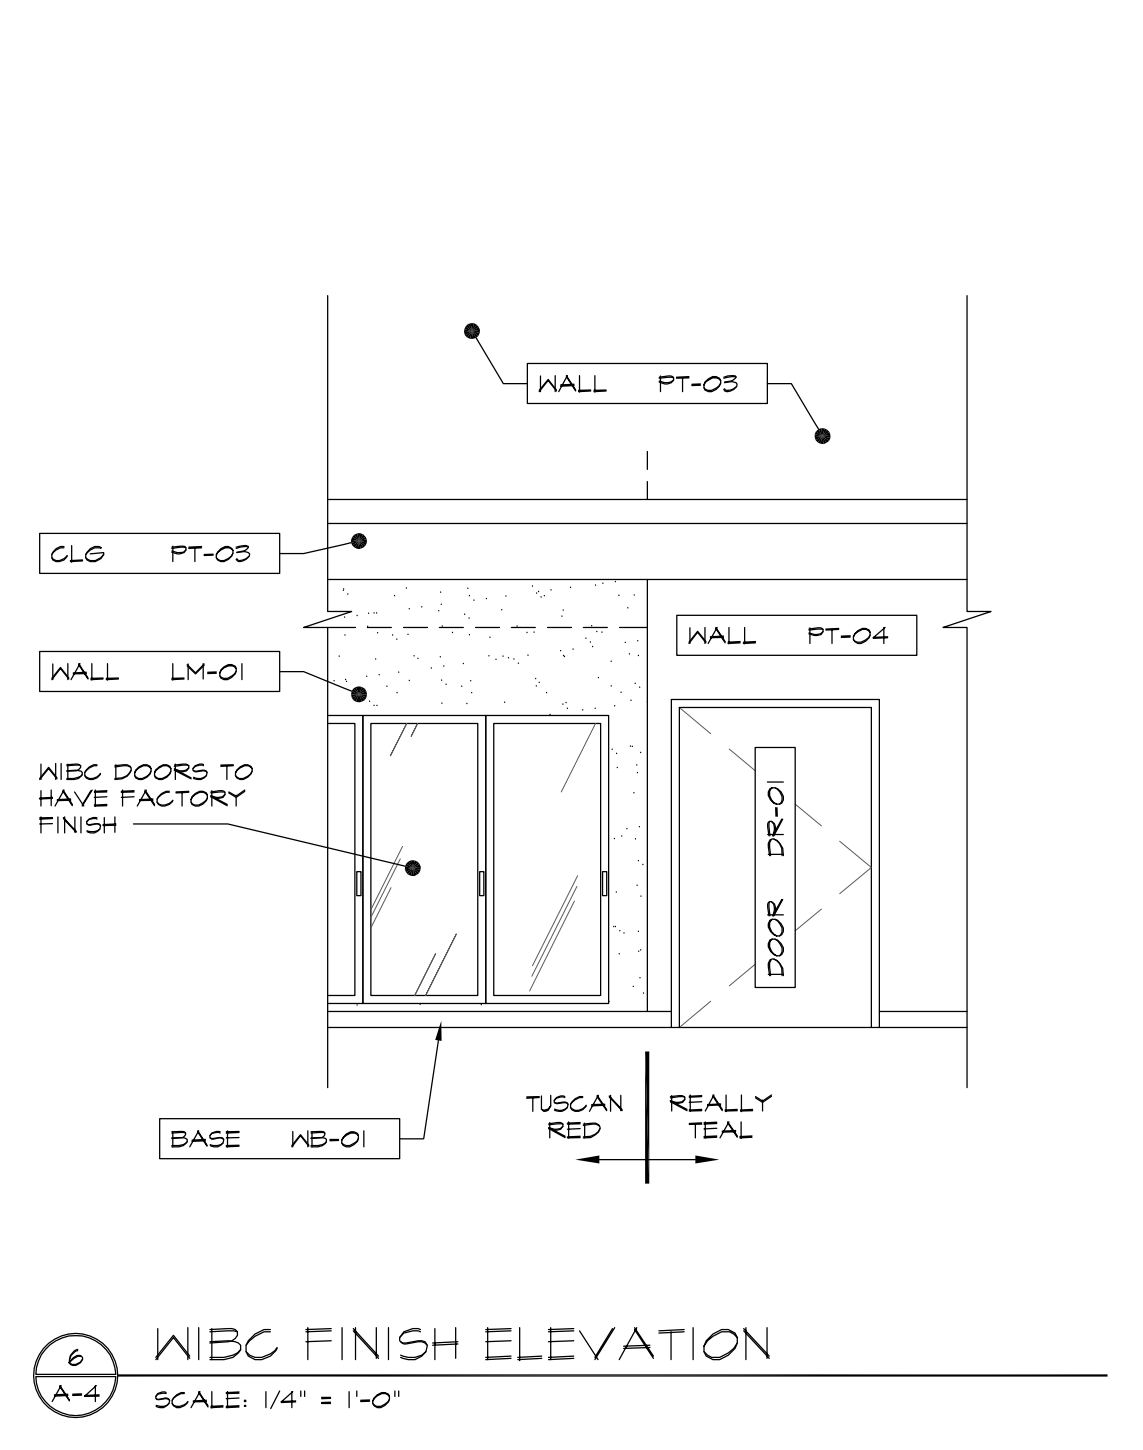 WALL PT-03
CLG PT-03
WALL PT-04
WALL LM-01
WIBC DOORS TO
HAVE FACTORY
FINISH
DOOR DR-01
TUSCAN
RED
REALLY
TEAL
BASE WB-01
6
A-4
WIBC FINISH ELEVATION
SCALE: 1/4" = 1'-0"